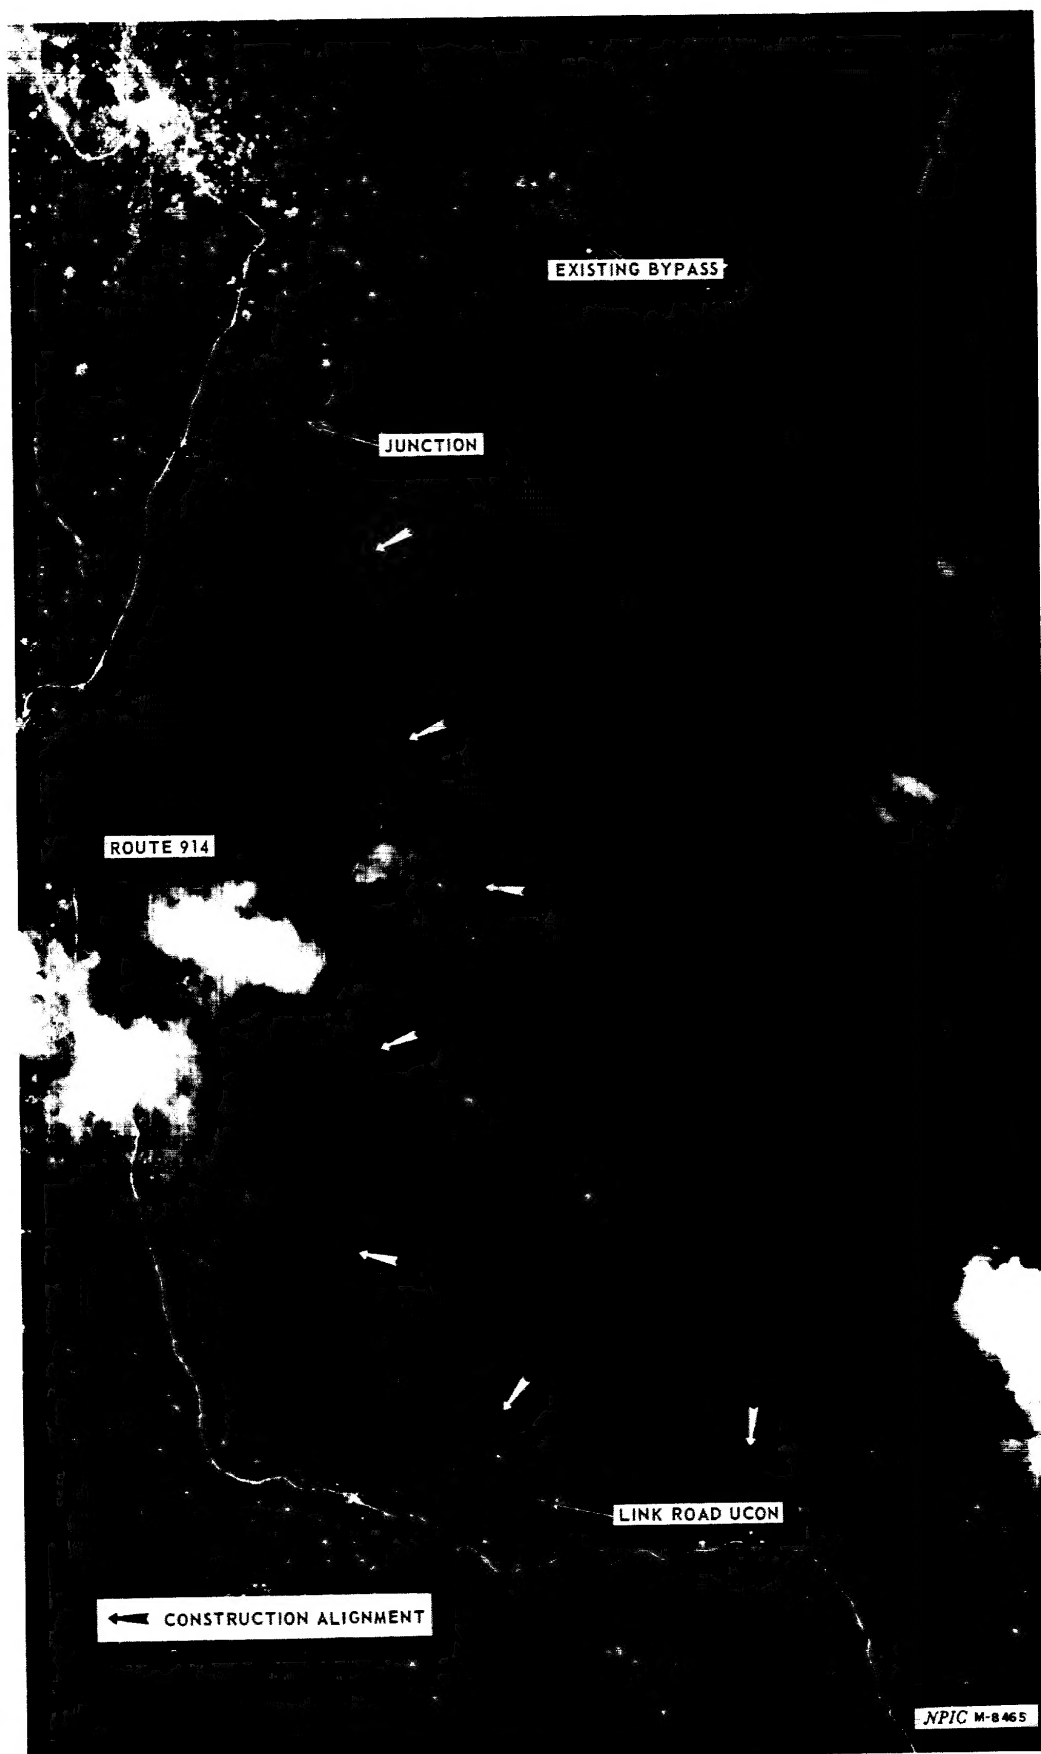 EXISTING BYPASS
JUNCTION
ROUTE 914
LINK ROAD UCON
CONSTRUCTION ALIGNMENT
NPIC M-8465